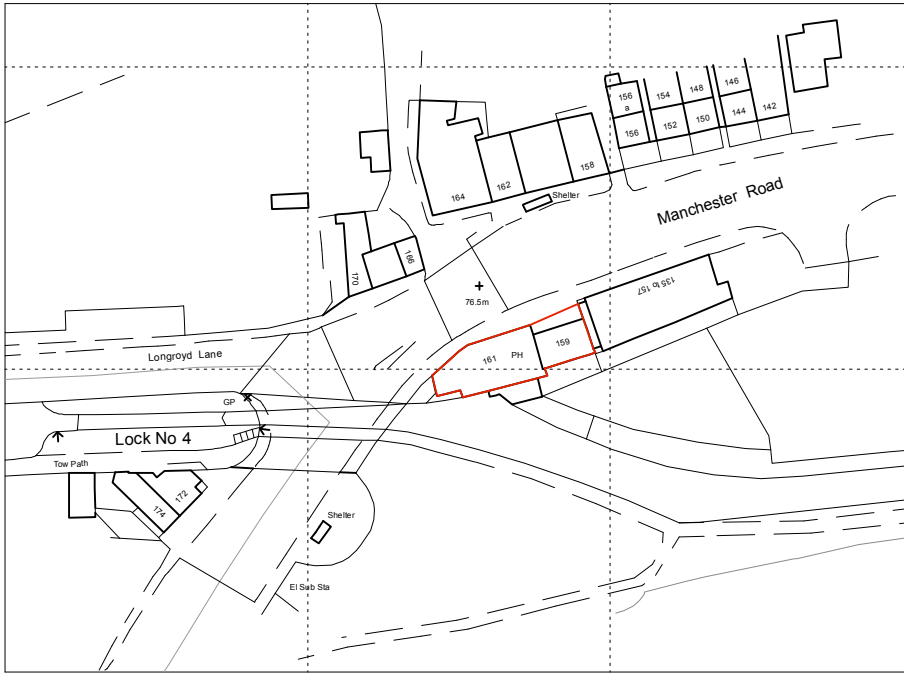 156
a
154
148
146
156
152
150
144
142
164
162
158
Shelter
Manchester Road
166
170
76.5m
135 to 157
Longroyd Lane
161
PH
159
GP
Lock No 4
Tow Path
172
174
Shelter
El Sub Sta